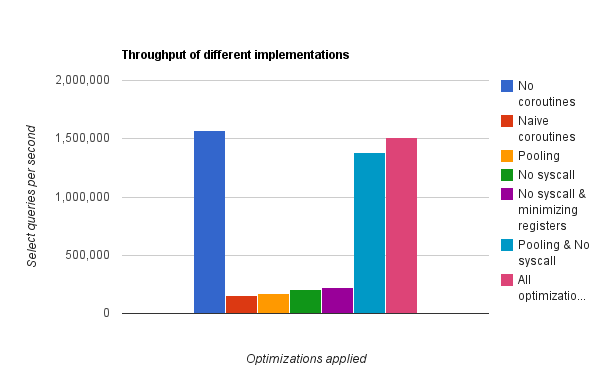 Throughput of different implementations
2,000,000
1,500,000
1,000,000
500,000
0
Select queries per second
Optimizations applied
No
coroutines
Naive
coroutines
Pooling
No syscall
No syscall &
minimizing
registers
Pooling & No
syscall
All
optimizatio...